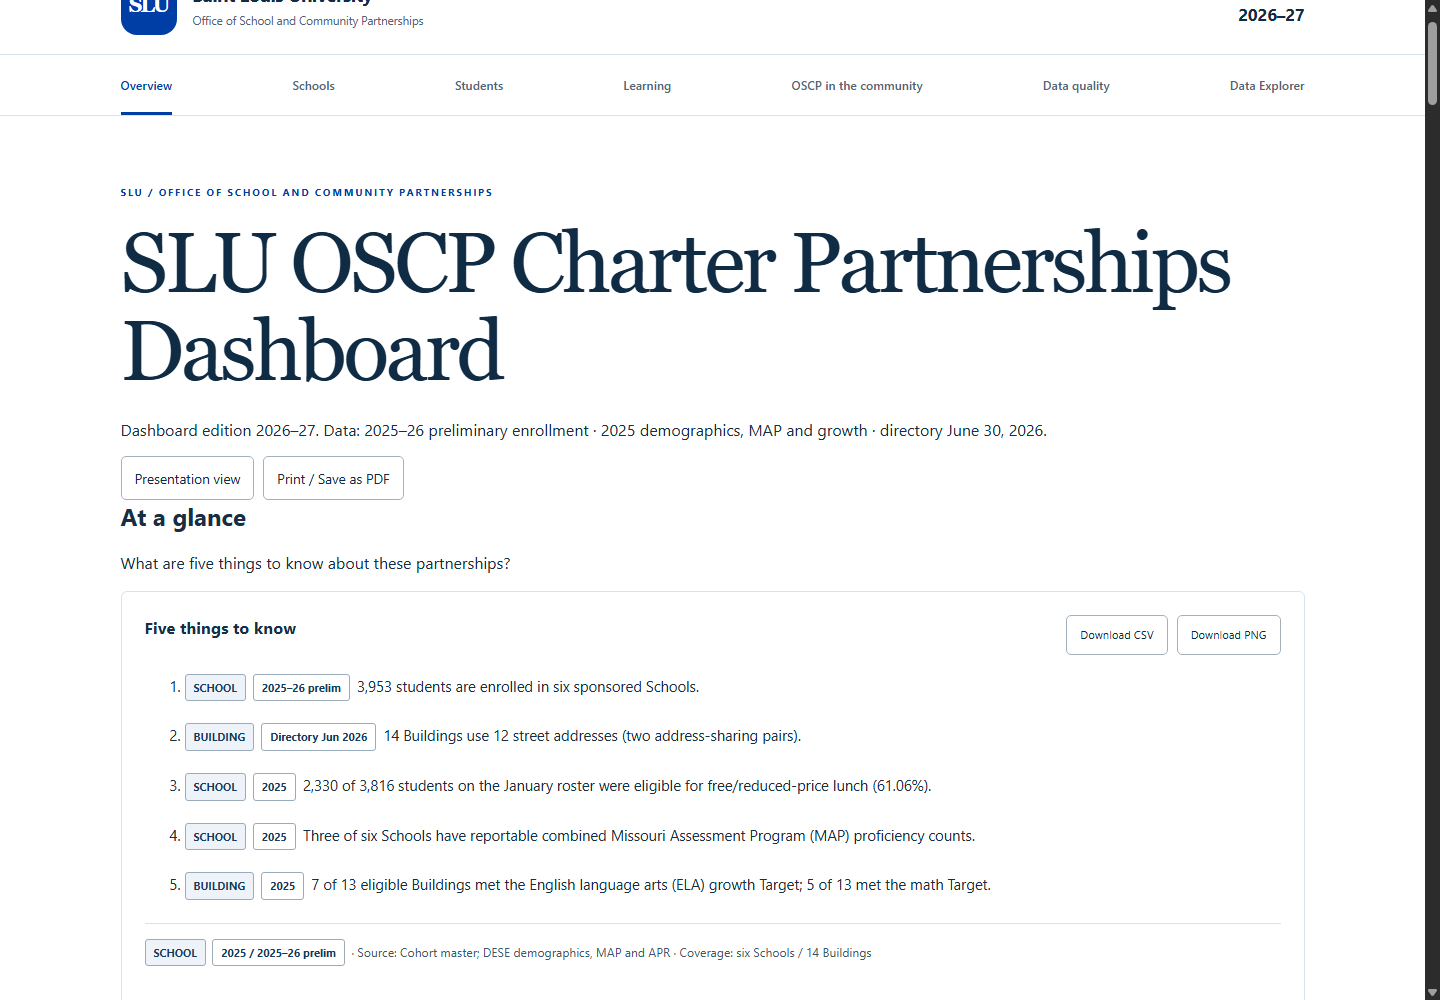 SLU
Saint Louis University
Office of School and Community Partnerships
2026–27
Overview
Schools
Students
Learning
OSCP in the community
Data quality
Data Explorer
SLU / OFFICE OF SCHOOL AND COMMUNITY PARTNERSHIPS
SLU OSCP Charter Partnerships
Dashboard
Dashboard edition 2026–27. Data: 2025–26 preliminary enrollment · 2025 demographics, MAP and growth · directory June 30, 2026.
Presentation view
Print / Save as PDF
At a glance
What are five things to know about these partnerships?
Five things to know
Download CSV
Download PNG
1. SCHOOL 2025–26 prelim 3,953 students are enrolled in six sponsored Schools.
2. BUILDING Directory Jun 2026 14 Buildings use 12 street addresses (two address-sharing pairs).
3. SCHOOL 2025 2,330 of 3,816 students on the January roster were eligible for free/reduced-price lunch (61.06%).
4. SCHOOL 2025 Three of six Schools have reportable combined Missouri Assessment Program (MAP) proficiency counts.
5. BUILDING 2025 7 of 13 eligible Buildings met the English language arts (ELA) growth Target; 5 of 13 met the math Target.
SCHOOL 2025 / 2025–26 prelim · Source: Cohort master; DESE demographics, MAP and APR · Coverage: six Schools / 14 Buildings